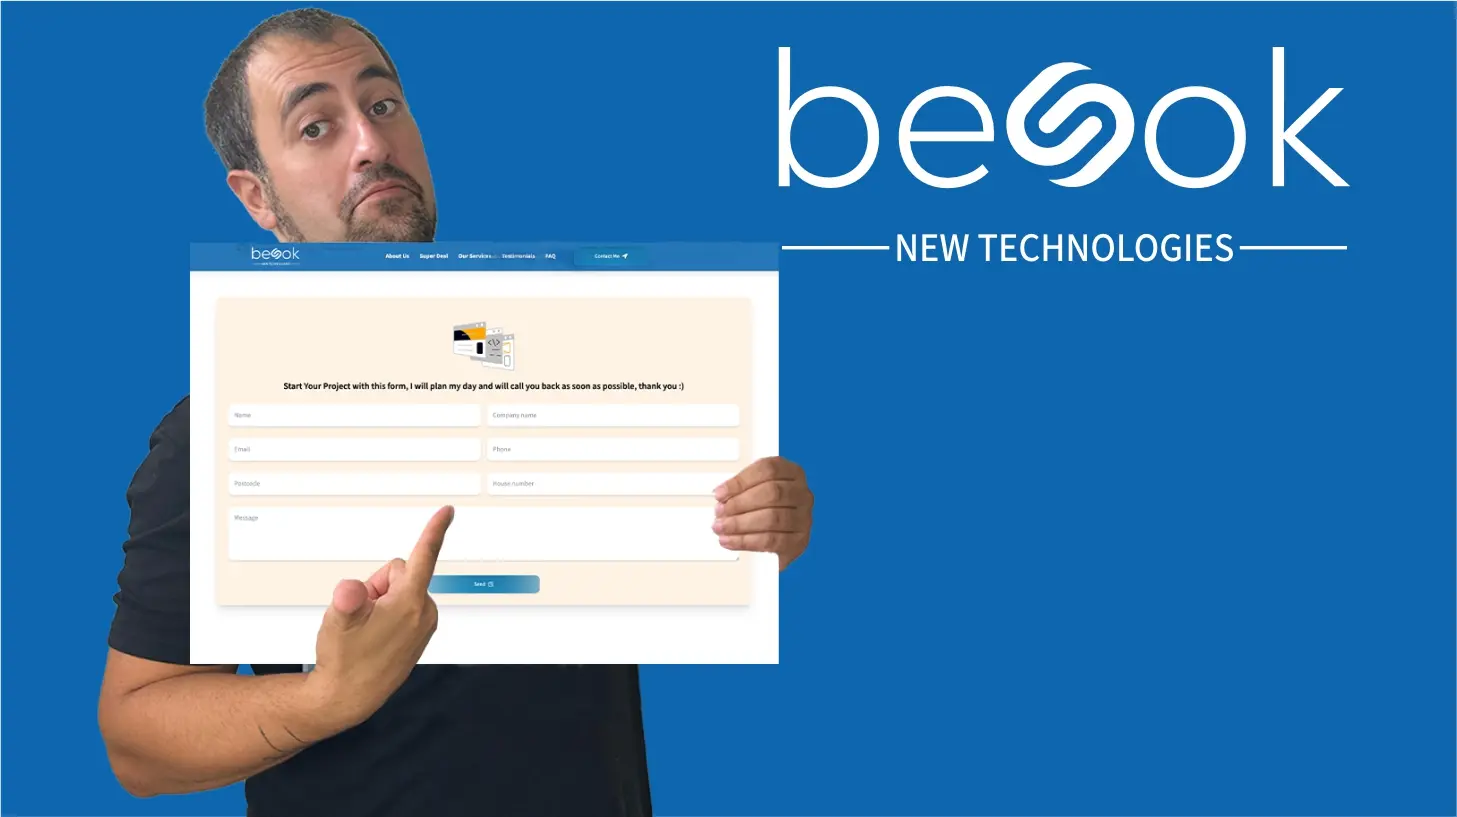 besok
NEW TECHNOLOGIES
besok
NEW TECHNOLOGIES
About Us Super Deal Our Services Testimonials FAQ Contact Me
Start Your Project with this form, I will plan my day and will call you back as soon as possible, thank you :)
Name Company name
Email Phone
Postcode House number
Message
Send